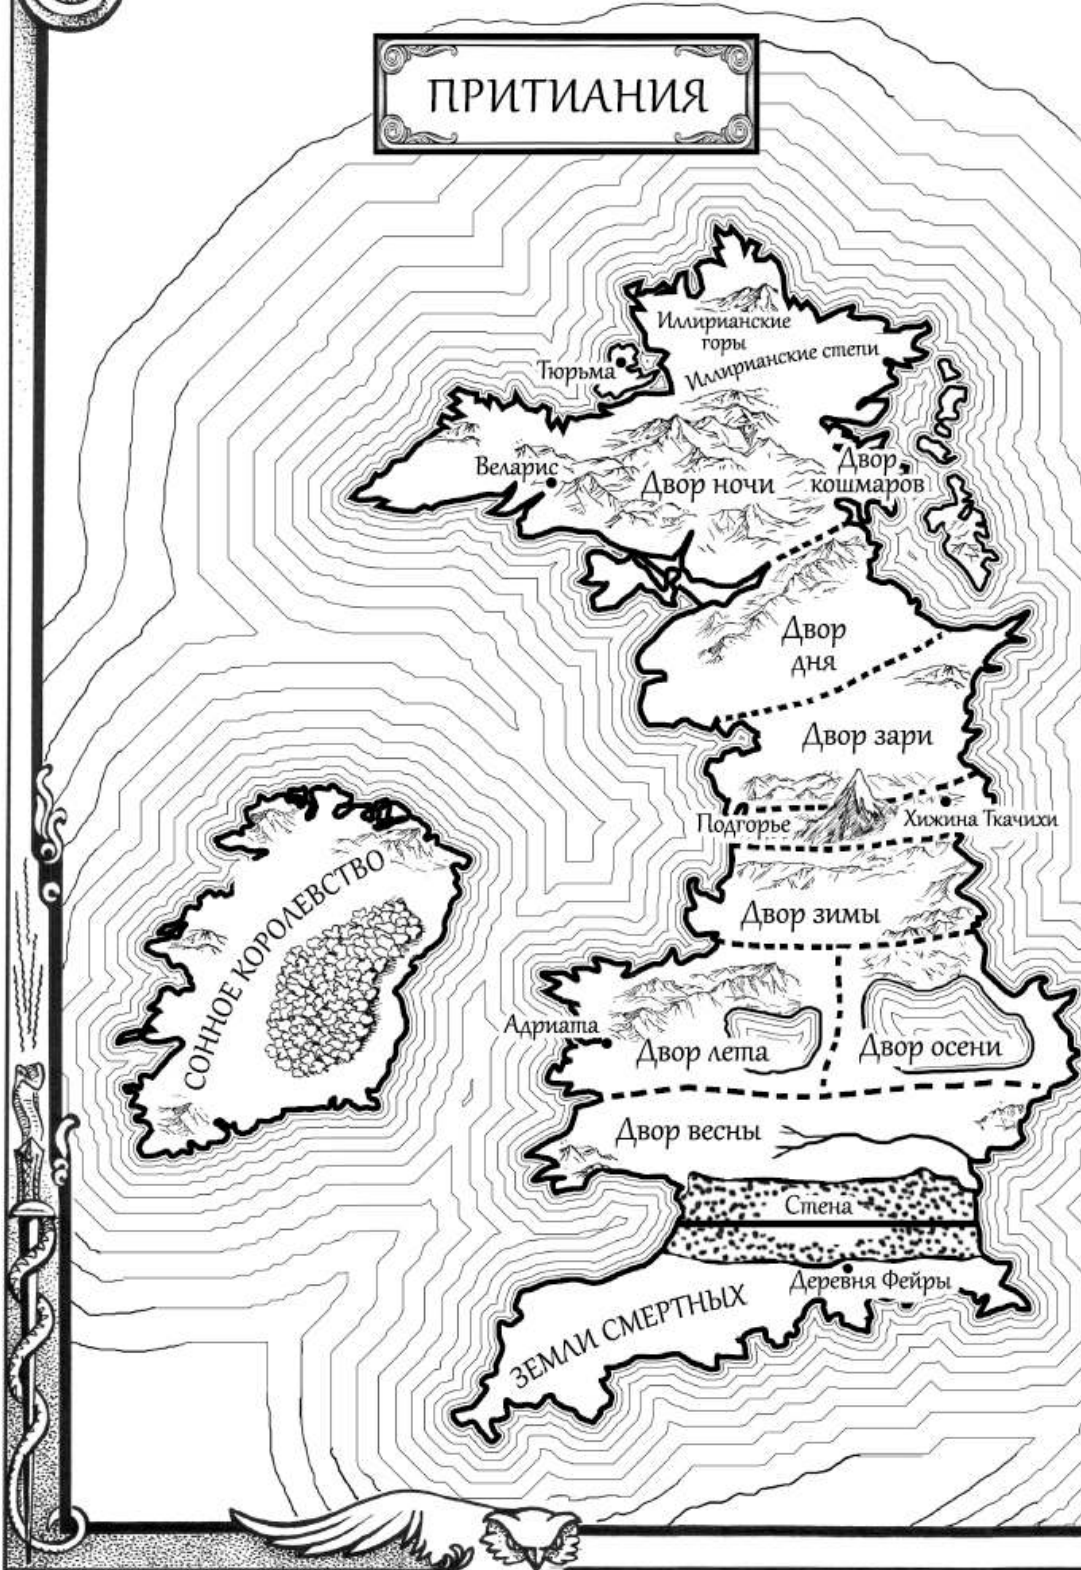 ПРИТИАНИЯ
Иллирианские
горы
Иллирианские степи
Тюрьма
Веларис
Двор ночи
Двор
кошмаров
Двор
дня
Двор зари
Подгорье
Хижина Ткачихи
СОННОЕ КОРОЛЕВСТВО
Двор зимы
Адриата
Двор лета
Двор осени
Двор весны
Стена
Деревня Фейры
ЗЕМЛИ СМЕРТНЫХ